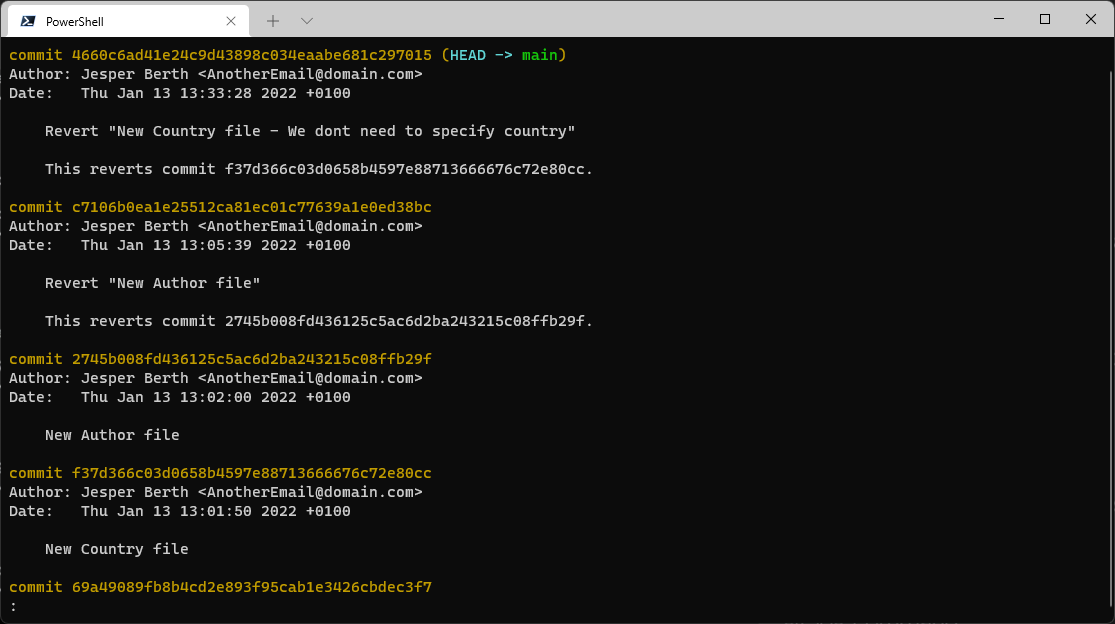 PowerShell
commit 4660c6ad41e24c9d43898c034eaabe681c297015 (HEAD -> main)
Author: Jesper Berth <AnotherEmail@domain.com>
Date:   Thu Jan 13 13:33:28 2022 +0100
Revert "New Country file - We dont need to specify country"
This reverts commit f37d366c03d0658b4597e88713666676c72e80cc.
commit c7106b0ea1e25512ca81ec01c77639a1e0ed38bc
Author: Jesper Berth <AnotherEmail@domain.com>
Date:   Thu Jan 13 13:05:39 2022 +0100
Revert "New Author file"
This reverts commit 2745b008fd436125c5ac6d2ba243215c08ffb29f.
commit 2745b008fd436125c5ac6d2ba243215c08ffb29f
Author: Jesper Berth <AnotherEmail@domain.com>
Date:   Thu Jan 13 13:02:00 2022 +0100
New Author file
commit f37d366c03d0658b4597e88713666676c72e80cc
Author: Jesper Berth <AnotherEmail@domain.com>
Date:   Thu Jan 13 13:01:50 2022 +0100
New Country file
commit 69a49089fb8b4cd2e893f95cab1e3426cbdec3f7
: